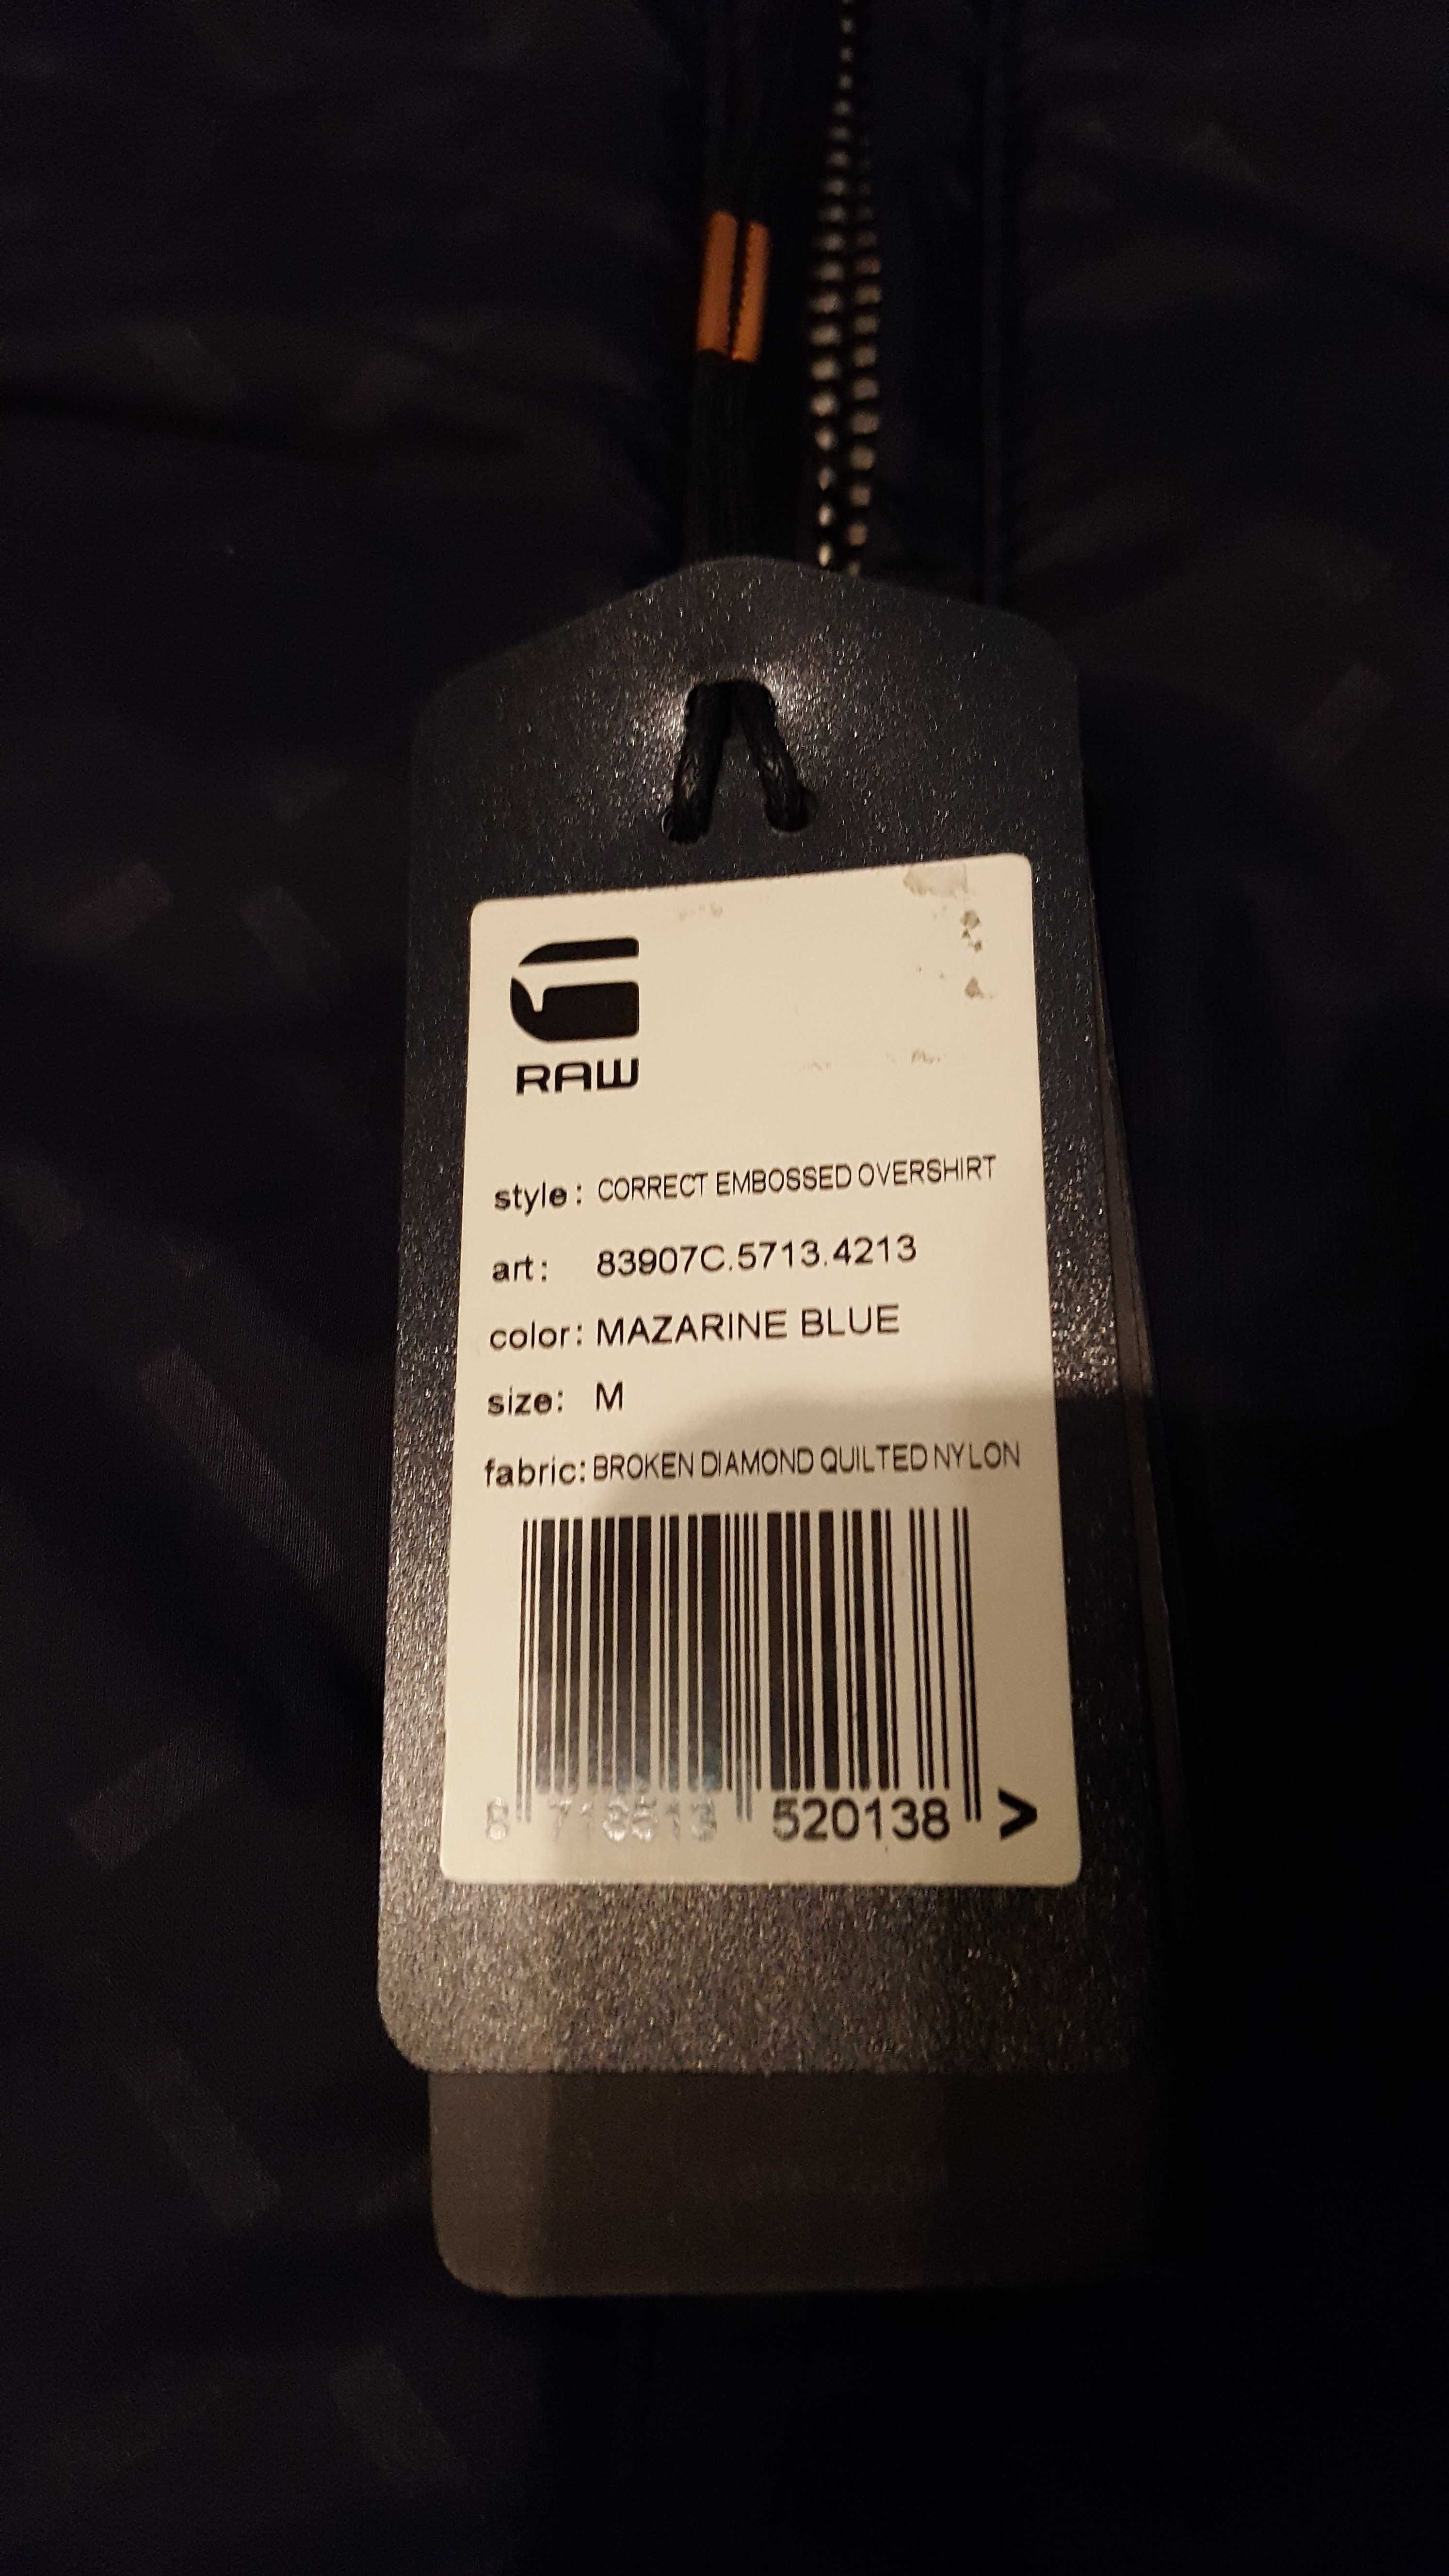 RAW
style: CORRECT EMBOSSED OVERSHIRT
art: 83907C.5713.4213
color: MAZARINE BLUE
size: M
fabric: BROKEN DIAMOND QUILTED NYLON
8 520138 >